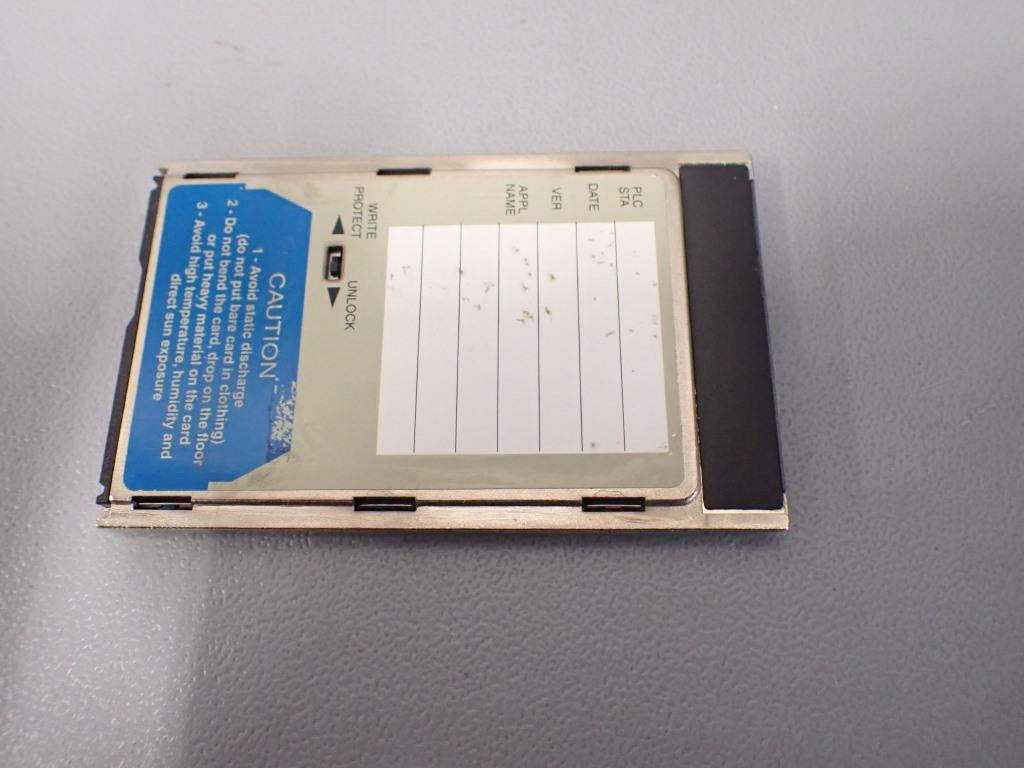 PLC
STA
DATE
VER
APPL
NAME
WRITE
PROTECT
UNLOCK
CAUTION
1 - Avoid static discharge
(do not put bare card in clothing)
2 - Do not bend the card, drop on the floor
or put heavy material on the card
3 - Avoid high temperature, humidity and
direct sun exposure